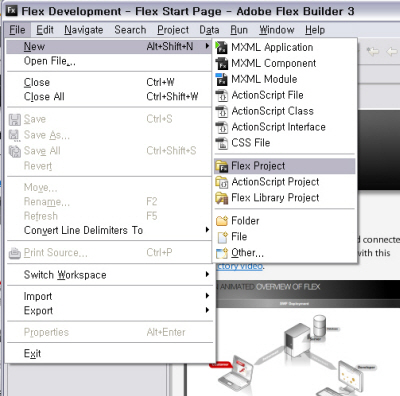 Flex Development - Flex Start Page - Adobe Flex Builder 3
File Edit Navigate Search Project Data Run Window Help
New Alt+Shift+N
Open File...
Close Ctrl+W
Close All Ctrl+Shift+W
Save Ctrl+S
Save As...
Save All Ctrl+Shift+S
Revert
Move...
Rename... F2
Refresh F5
Convert Line Delimiters To
Print Source... Ctrl+P
Switch Workspace
Import
Export
Properties Alt+Enter
Exit
MXML Application
MXML Component
MXML Module
ActionScript File
ActionScript Class
ActionScript Interface
CSS File
Flex Project
ActionScript Project
Flex Library Project
Folder
File
Other...
d connecte
with this
ctory video.
AN ANIMATED OVERVIEW OF FLEX